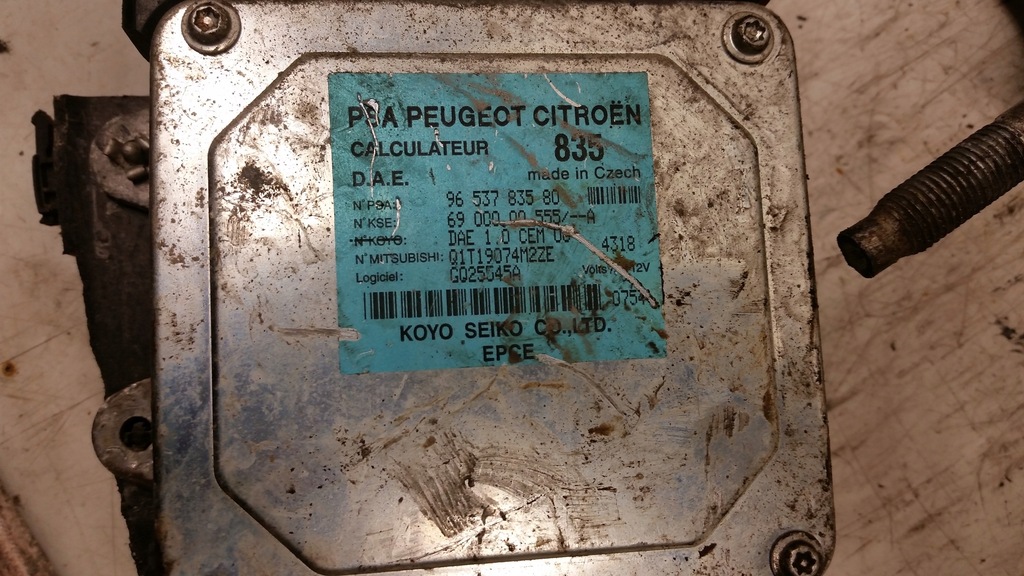 PSA PEUGEOT CITROËN
CALCULATEUR 835
D.A.E. made in Czech
N°PSA: 96 537 835 80
N°KSE: 69 000 00 555/--A
N°KOYO: DAE 1.0 CEM 00
4318
N°MITSUBISHI: Q1T19074M2ZE
Logiciel: GQ25545A Volts 12V
0754
KOYO SEIKO CO.,LTD.
EPCE